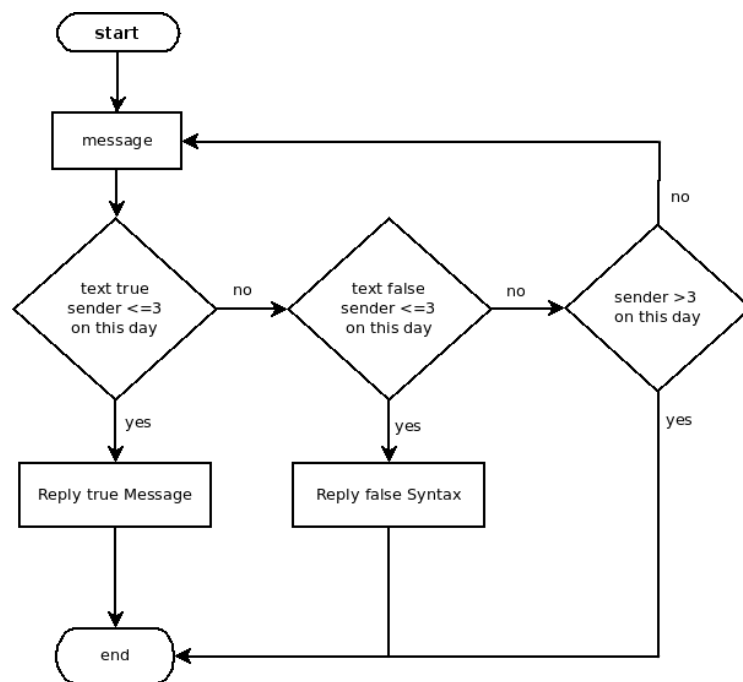 start
message
no
text true
sender <=3
on this day
no
text false
sender <=3
on this day
no
sender >3
on this day
yes
yes
yes
Reply true Message
Reply false Syntax
end